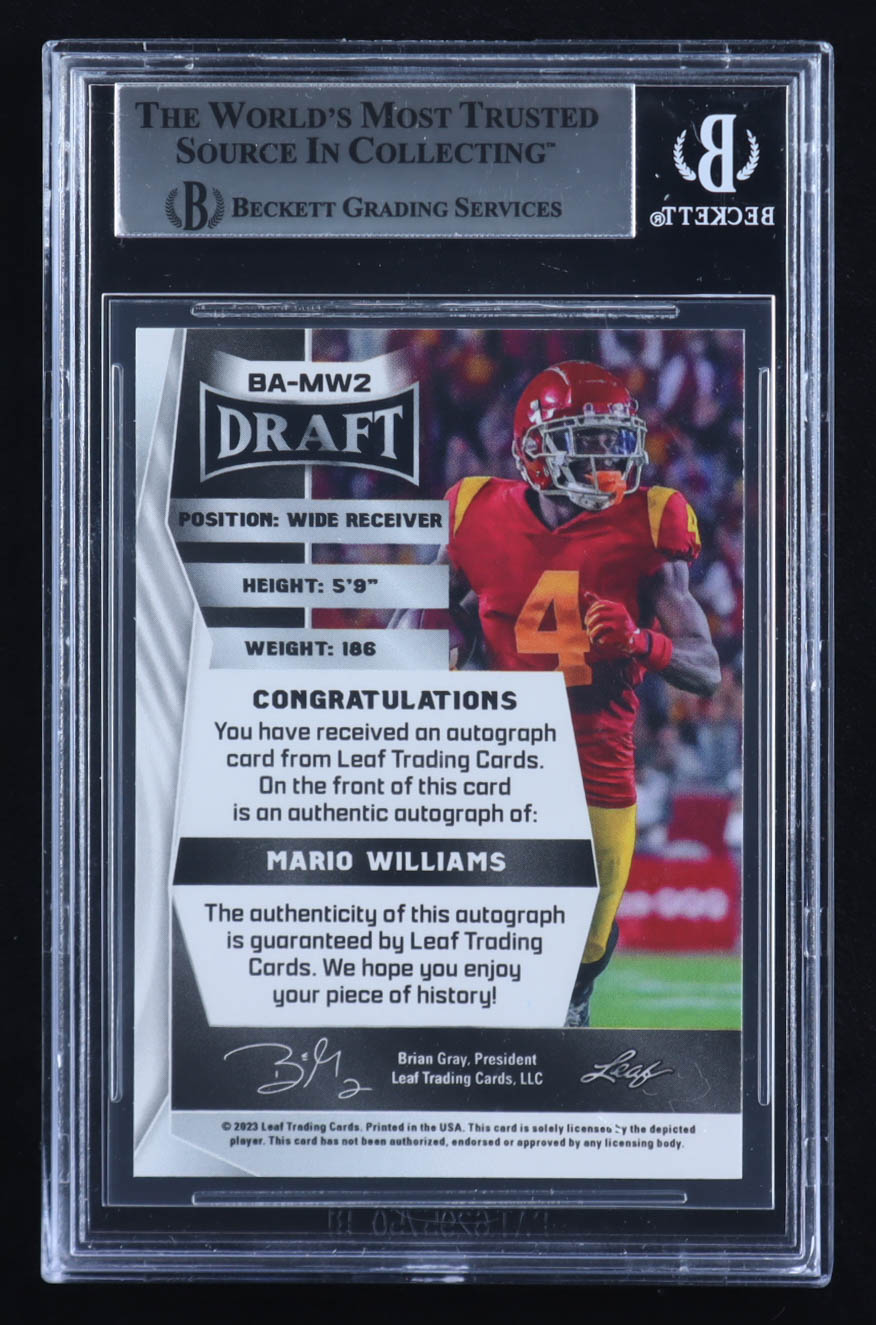 THE WORLD'S MOST TRUSTED
SOURCE IN COLLECTING™
B BECKETT GRADING SERVICES
B
BECKETT®
BA-MW2
DRAFT
POSITION: WIDE RECEIVER
HEIGHT: 5'9"
WEIGHT: 186
4
CONGRATULATIONS
You have received an autograph
card from Leaf Trading Cards.
On the front of this card
is an authentic autograph of:
MARIO WILLIAMS
The authenticity of this autograph
is guaranteed by Leaf Trading
Cards. We hope you enjoy
your piece of history!
Brian Gray, President
Leaf Trading Cards, LLC
Leaf
© 2023 Leaf Trading Cards. Printed in the USA. This card is solely licensed by the depicted
player. This card has not been authorized, endorsed or approved by any licensing body.